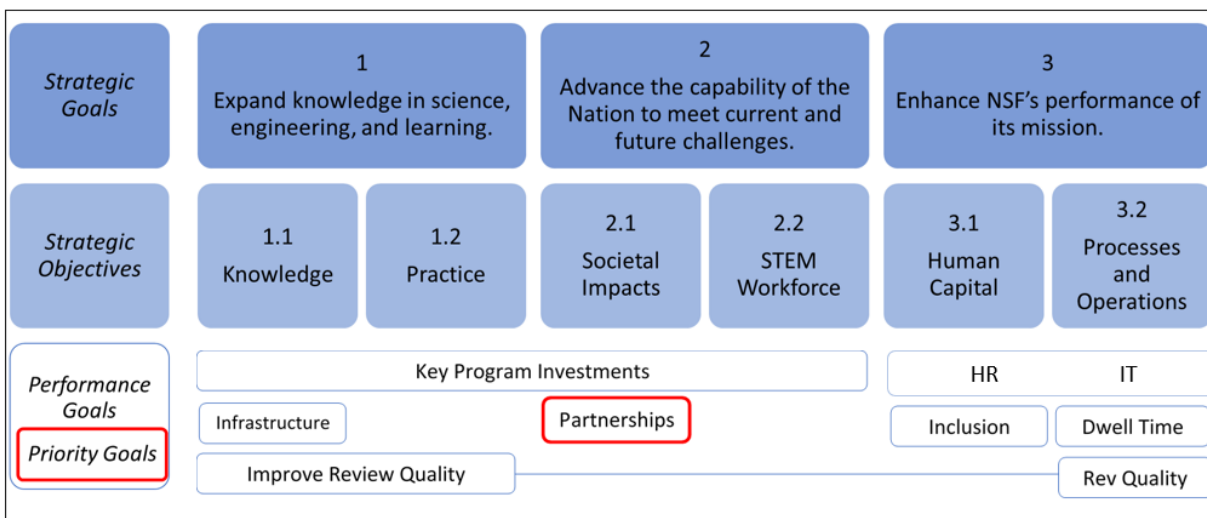 Strategic
Goals
1
Expand knowledge in science,
engineering, and learning.
2
Advance the capability of the
Nation to meet current and
future challenges.
3
Enhance NSF's performance of
its mission.
Strategic
Objectives
1.1
Knowledge
1.2
Practice
2.1
Societal
Impacts
2.2
STEM
Workforce
3.1
Human
Capital
3.2
Processes
and
Operations
Performance
Goals
Priority Goals
Key Program Investments
HR
IT
Infrastructure
Partnerships
Inclusion
Dwell Time
Improve Review Quality
Rev Quality